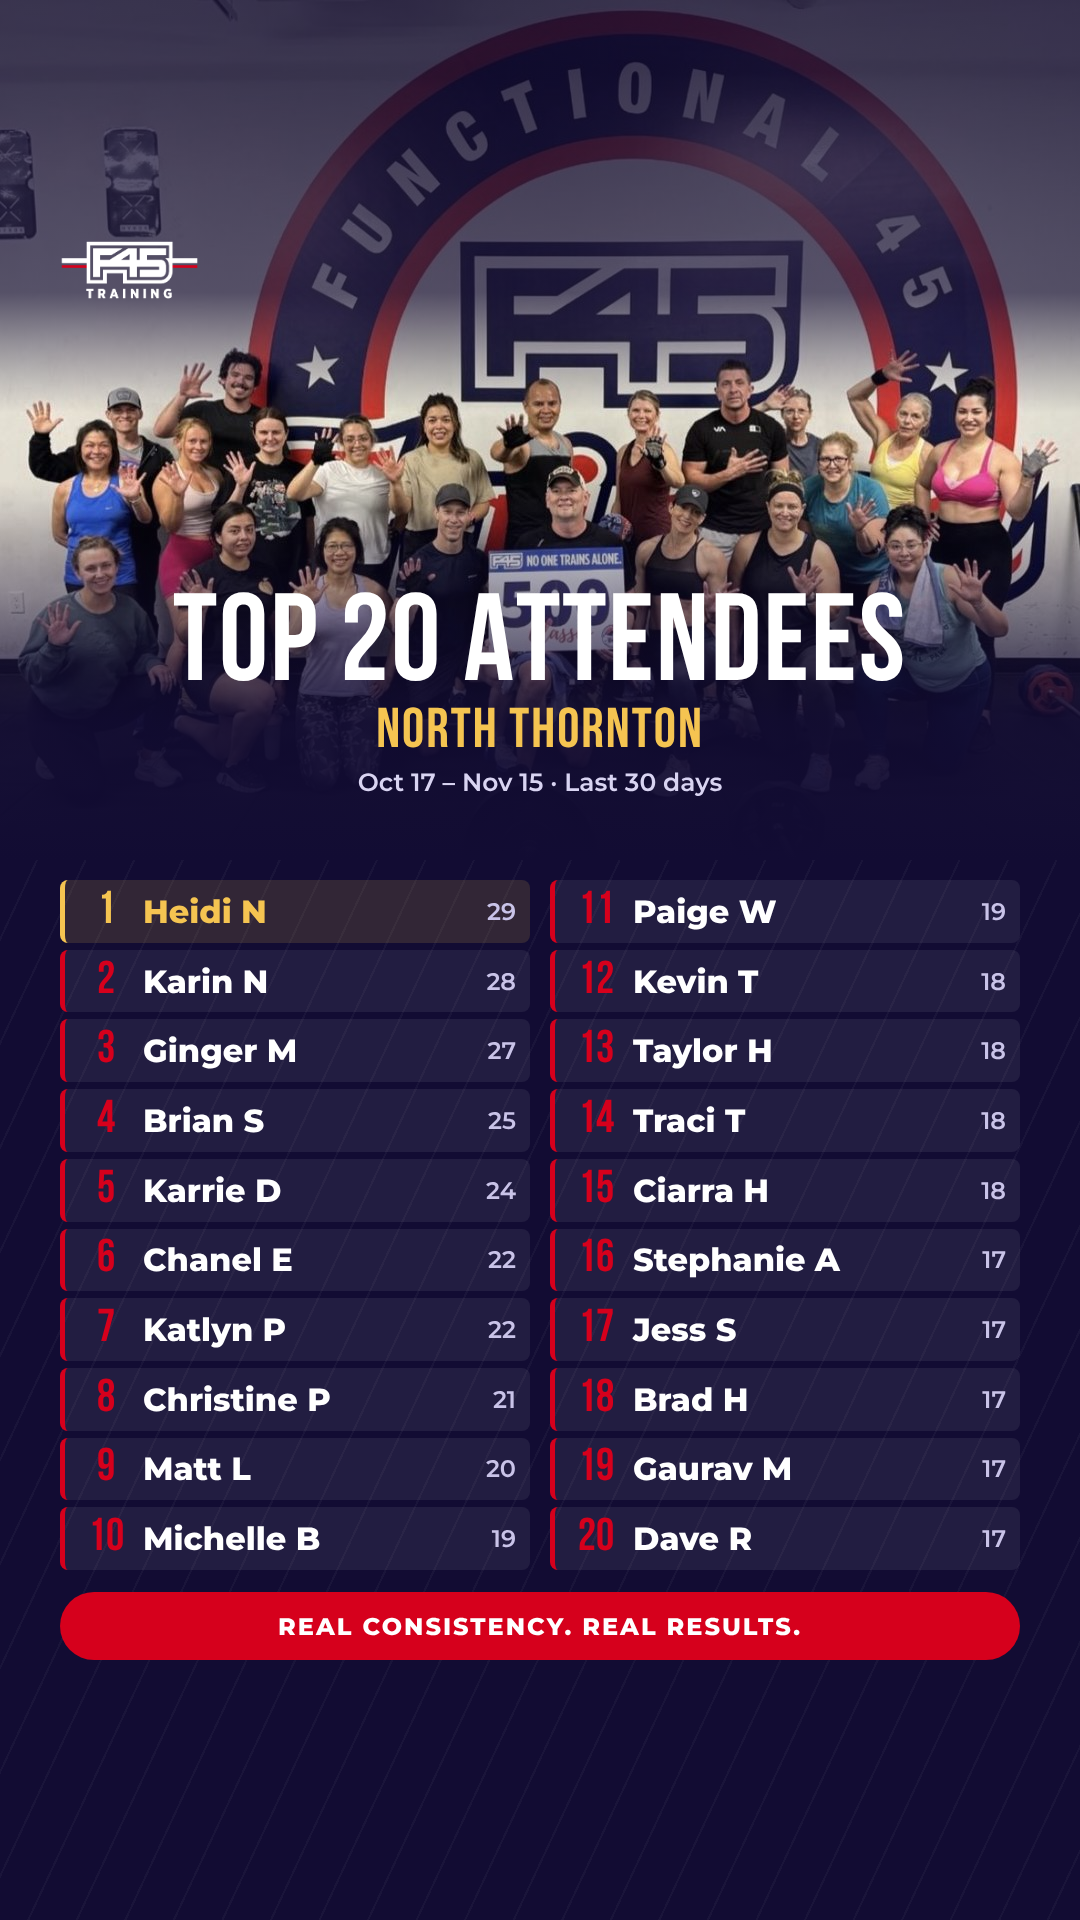 FUNCTIONAL 45
F45
F45
TRAINING
F45 NO ONE TRAINS ALONE.
500
Classes
TOP 20 ATTENDEES
NORTH THORNTON
Oct 17 – Nov 15 · Last 30 days
1 Heidi N 29
2 Karin N 28
3 Ginger M 27
4 Brian S 25
5 Karrie D 24
6 Chanel E 22
7 Katlyn P 22
8 Christine P 21
9 Matt L 20
10 Michelle B 19
11 Paige W 19
12 Kevin T 18
13 Taylor H 18
14 Traci T 18
15 Ciarra H 18
16 Stephanie A 17
17 Jess S 17
18 Brad H 17
19 Gaurav M 17
20 Dave R 17
REAL CONSISTENCY. REAL RESULTS.